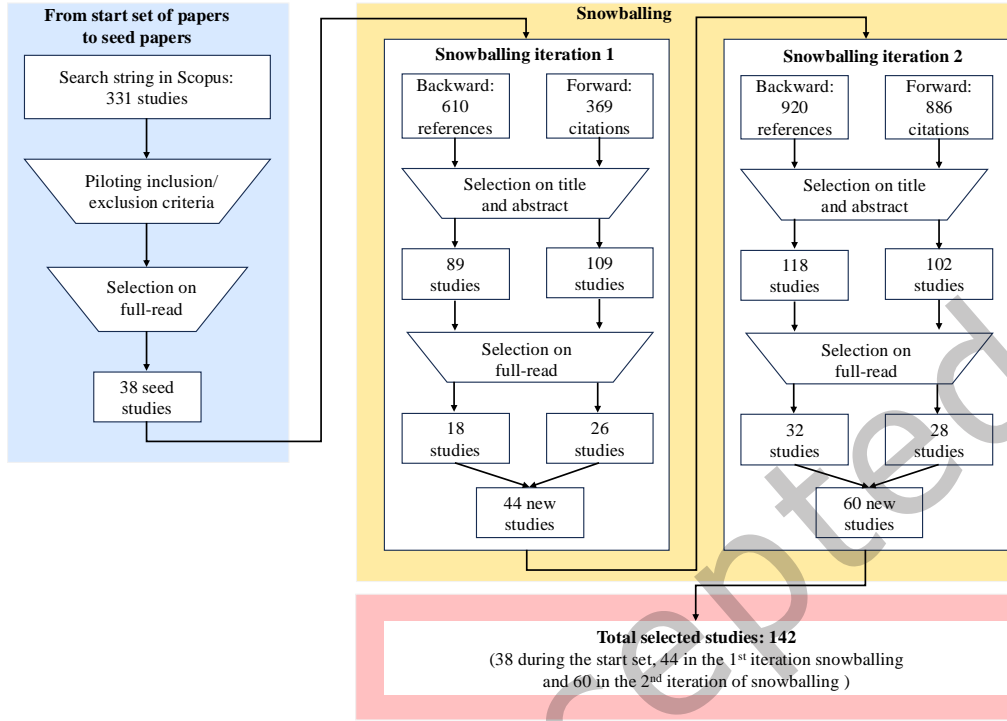 From start set of papers
to seed papers
Search string in Scopus:
331 studies
Piloting inclusion/
exclusion criteria
Selection on
full-read
38 seed
studies
Snowballing
Snowballing iteration 1
Backward:
610
references
Forward:
369
citations
Selection on title
and abstract
89
studies
109
studies
Selection on
full-read
18
studies
26
studies
44 new
studies
Snowballing iteration 2
Backward:
920
references
Forward:
886
citations
Selection on title
and abstract
118
studies
102
studies
Selection on
full-read
32
studies
28
studies
60 new
studies
Total selected studies: 142
(38 during the start set, 44 in the 1st iteration snowballing
and 60 in the 2nd iteration of snowballing )
epted